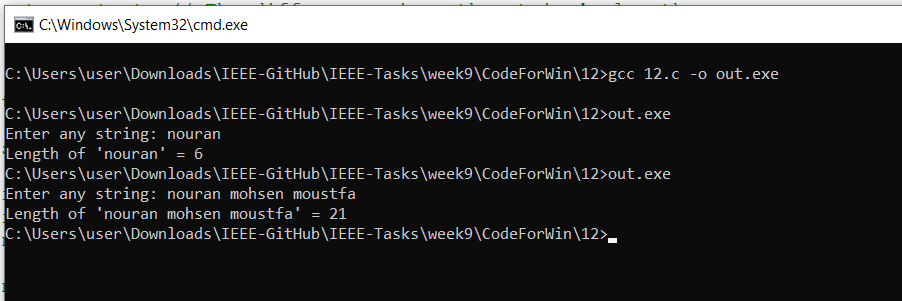 C:\Windows\System32\cmd.exe
C:\Users\user\Downloads\IEEE-GitHub\IEEE-Tasks\week9\CodeForWin\12>gcc 12.c -o out.exe
C:\Users\user\Downloads\IEEE-GitHub\IEEE-Tasks\week9\CodeForWin\12>out.exe
Enter any string: nouran
Length of 'nouran' = 6
C:\Users\user\Downloads\IEEE-GitHub\IEEE-Tasks\week9\CodeForWin\12>out.exe
Enter any string: nouran mohsen moustfa
Length of 'nouran mohsen moustfa' = 21
C:\Users\user\Downloads\IEEE-GitHub\IEEE-Tasks\week9\CodeForWin\12>